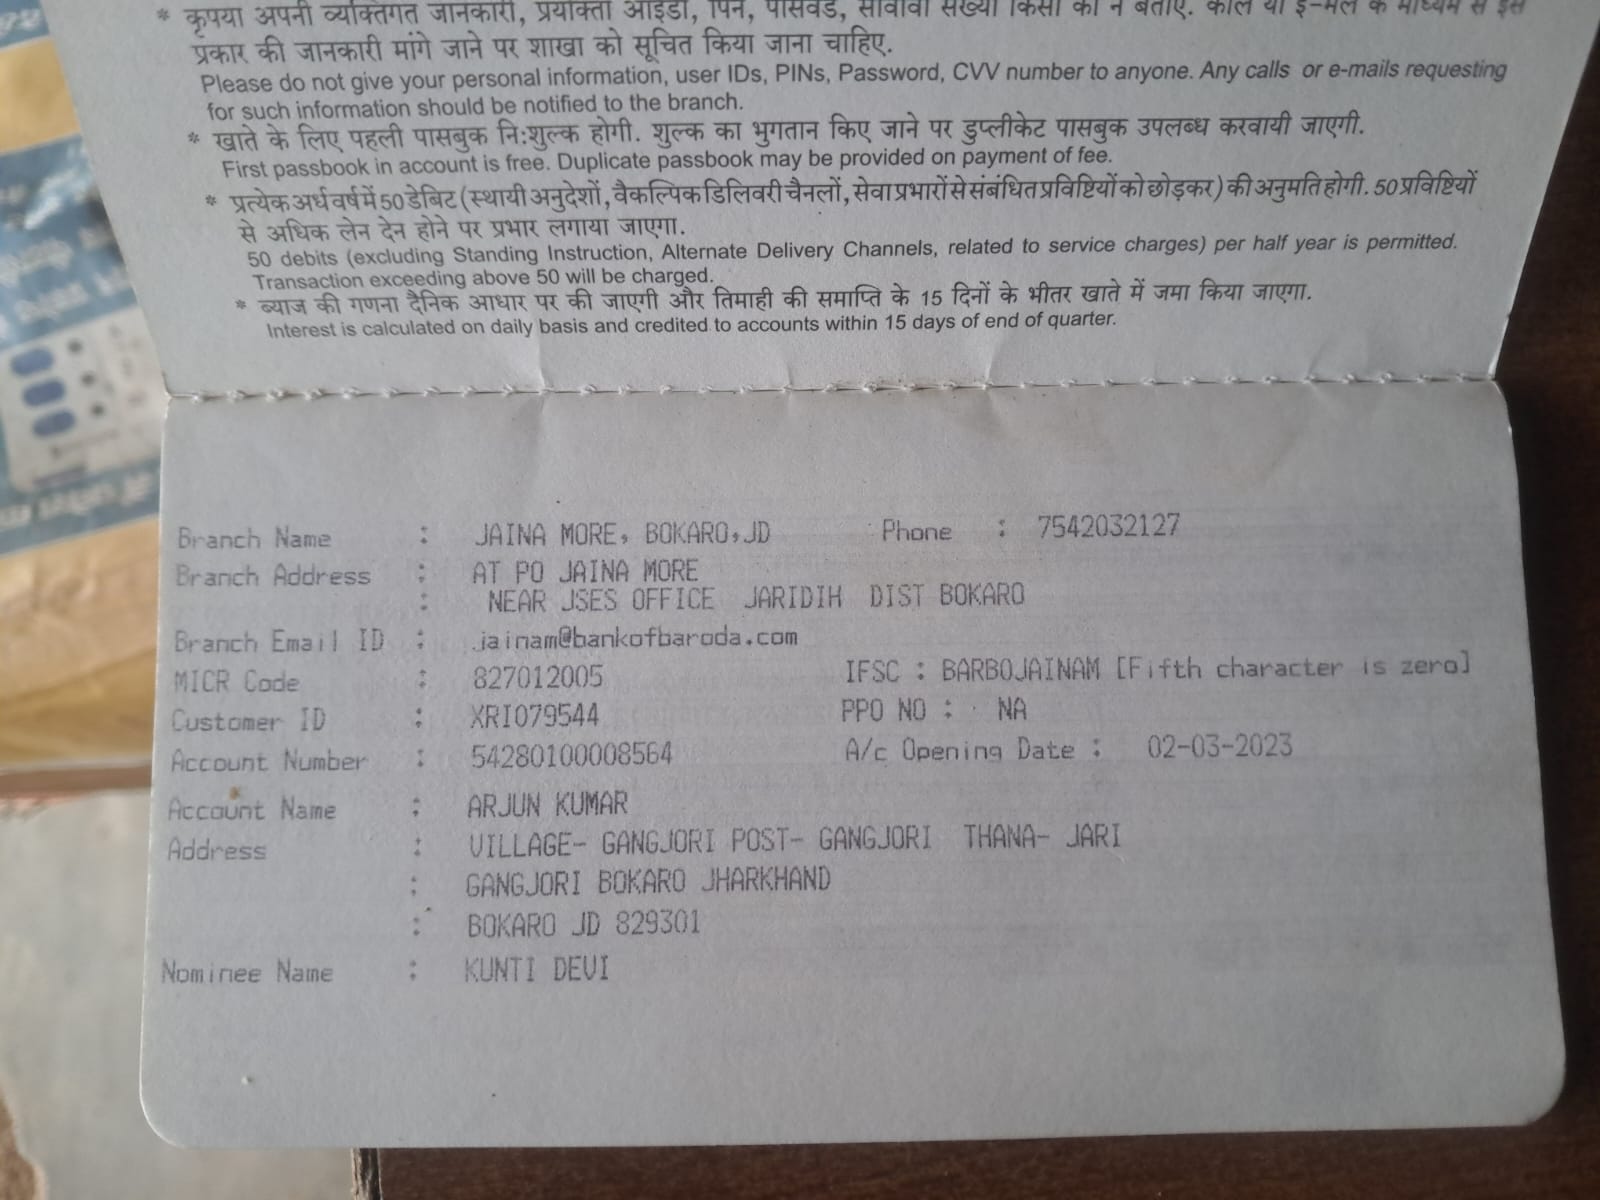 * कृपया अपनी व्यक्तिगत जानकारी, प्रयोक्ता आईडी, पिन, पासवर्ड, सीवीवी संख्या किसी को न बताएं. कॉल या ई-मेल के माध्यम से इस
प्रकार की जानकारी मांगे जाने पर शाखा को सूचित किया जाना चाहिए.
Please do not give your personal information, user IDs, PINs, Password, CVV number to anyone. Any calls or e-mails requesting
for such information should be notified to the branch.
* खाते के लिए पहली पासबुक नि:शुल्क होगी. शुल्क का भुगतान किए जाने पर डुप्लीकेट पासबुक उपलब्ध करवायी जाएगी.
First passbook in account is free. Duplicate passbook may be provided on payment of fee.
* प्रत्येक अर्ध वर्ष में 50 डेबिट (स्थायी अनुदेशों, वैकल्पिक डिलिवरी चैनलों, सेवा प्रभारों से संबंधित प्रविष्टियों को छोड़कर) की अनुमति होगी. 50 प्रविष्टियों
से अधिक लेन देन होने पर प्रभार लगाया जाएगा.
50 debits (excluding Standing Instruction, Alternate Delivery Channels, related to service charges) per half year is permitted.
Transaction exceeding above 50 will be charged.
* ब्याज की गणना दैनिक आधार पर की जाएगी और तिमाही की समाप्ति के 15 दिनों के भीतर खाते में जमा किया जाएगा.
Interest is calculated on daily basis and credited to accounts within 15 days of end of quarter.
Branch Name : JAINA MORE, BOKARO,JD Phone : 7542032127
Branch Address : AT PO JAINA MORE
: NEAR JSES OFFICE JARIDIH DIST BOKARO
Branch Email ID : jainam@bankofbaroda.com
MICR Code : 827012005 IFSC : BARB0JAINAM [Fifth character is zero]
Customer ID : XRI079544 PPO NO : NA
Account Number : 54280100008564 A/c Opening Date : 02-03-2023
Account Name : ARJUN KUMAR
Address : VILLAGE- GANGJORI POST- GANGJORI THANA- JARI
: GANGJORI BOKARO JHARKHAND
: BOKARO JD 829301
Nominee Name : KUNTI DEVI